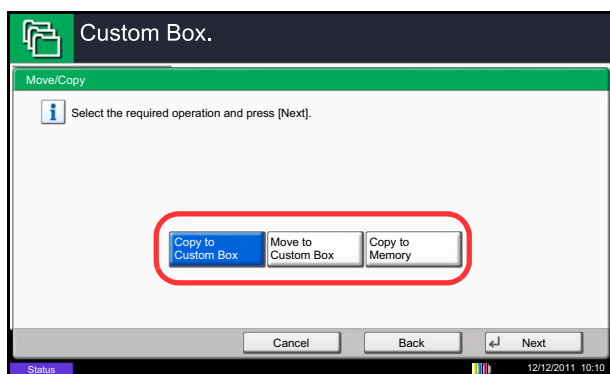 Custom Box.
Move/Copy
i Select the required operation and press [Next].
Copy to Move to Copy to
Custom Box Custom Box Memory
Cancel Back Next
Status 12/12/2011 10:10